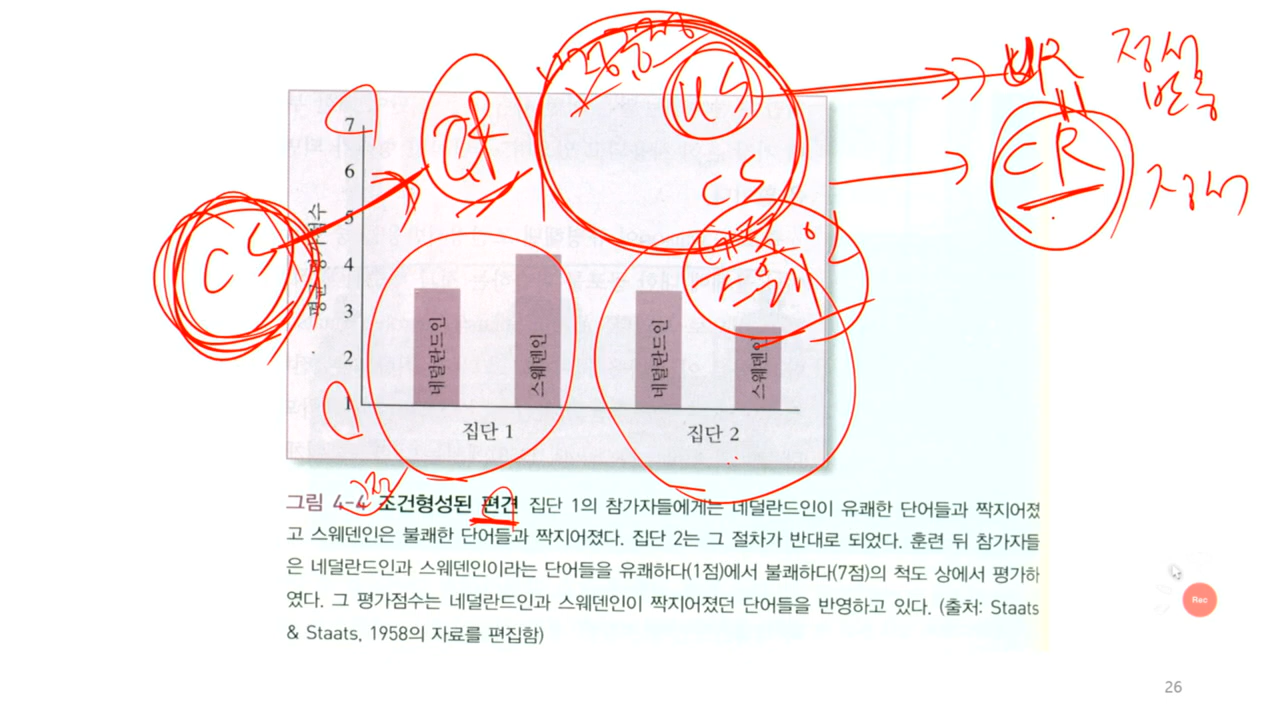 US
UR
정서
반응
CR
정서
CS
CS
7
6
5
4
3
2
1
평균 평가점수
네덜란드인
스웨덴인
네덜란드인
스웨덴인
집단 1
집단 2
그림 4-4 조건형성된 편견 집단 1의 참가자들에게는 네덜란드인이 유쾌한 단어들과 짝지어졌
고 스웨덴인은 불쾌한 단어들과 짝지어졌다. 집단 2는 그 절차가 반대로 되었다. 훈련 뒤 참가자들
은 네덜란드인과 스웨덴인이라는 단어들을 유쾌하다(1점)에서 불쾌하다(7점)의 척도 상에서 평가하
였다. 그 평가점수는 네덜란드인과 스웨덴인이 짝지어졌던 단어들을 반영하고 있다. (출처: Staats
& Staats, 1958의 자료를 편집함)
Rec
26